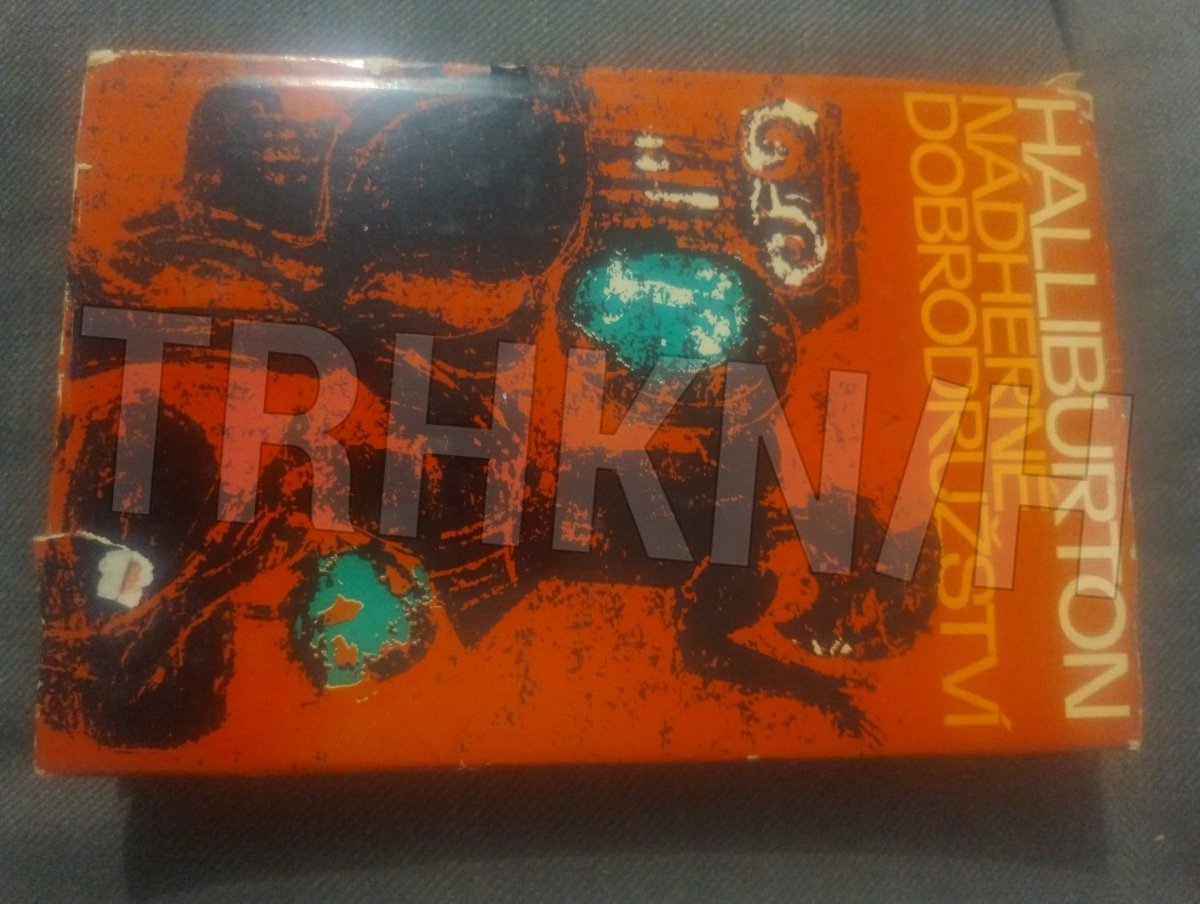 HALLIBURTON
NÁDHERNÉ
DOBRODRUŽSTVÍ
TRHKNIH